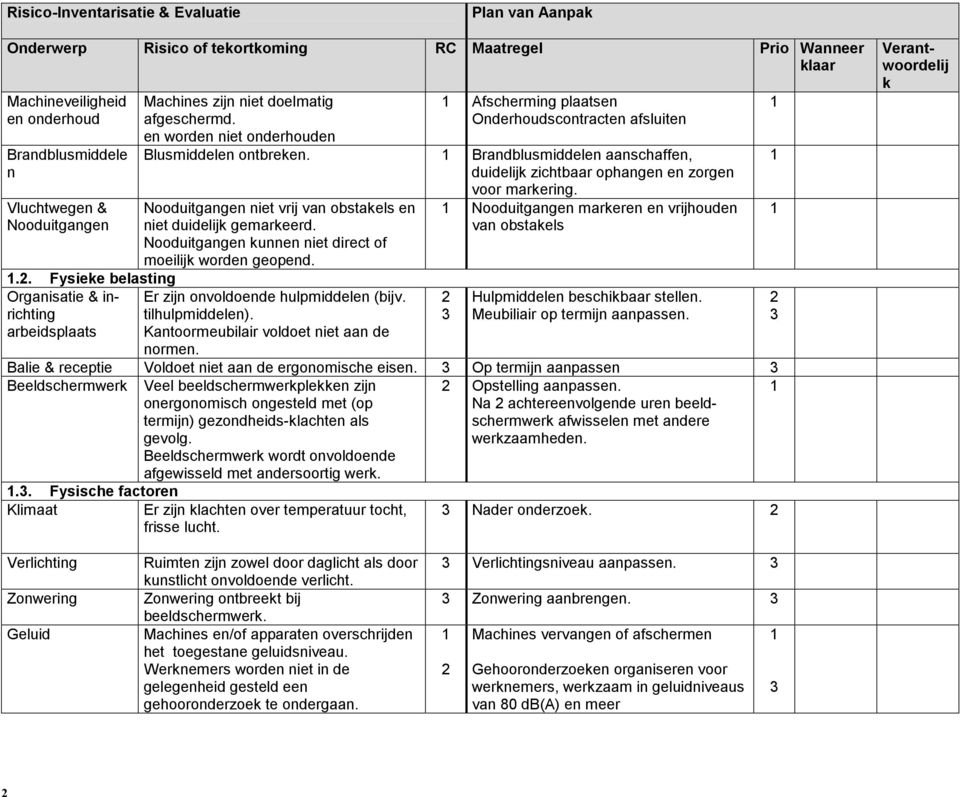 Risico-Inventarisatie & Evaluatie Plan van Aanpak
Onderwerp Risico of tekortkoming RC Maatregel Prio Wanneer klaar Verant-woordelij k
Machineveiligheid en onderhoud
Machines zijn niet doelmatig
afgeschermd.
en worden niet onderhouden
1 Afscherming plaatsen
Onderhoudscontracten afsluiten
1
Brandblusmiddele
n
Blusmiddelen ontbreken.
1 Brandblusmiddelen aanschaffen,
duidelijk zichtbaar ophangen en zorgen
voor markering.
1
Vluchtwegen &
Nooduitgangen
Nooduitgangen niet vrij van obstakels en
niet duidelijk gemarkeerd.
Nooduitgangen kunnen niet direct of
moeilijk worden geopend.
1 Nooduitgangen markeren en vrijhouden
van obstakels
1
1.2. Fysieke belasting
Organisatie & in-
richting
arbeidsplaats
Er zijn onvoldoende hulpmiddelen (bijv.
tilhulpmiddelen).
Kantoormeubilair voldoet niet aan de
normen.
2 Hulpmiddelen beschikbaar stellen. 2
3 Meubiliair op termijn aanpassen. 3
Balie & receptie Voldoet niet aan de ergonomische eisen. 3 Op termijn aanpassen 3
Beeldschermwerk
Veel beeldschermwerkplekken zijn
onergonomisch ongesteld met (op
termijn) gezondheids-klachten als
gevolg.
Beeldschermwerk wordt onvoldoende
afgewisseld met andersoortig werk.
2 Opstelling aanpassen.
Na 2 achtereenvolgende uren beeld-
schermwerk afwisselen met andere
werkzaamheden.
1
1.3. Fysische factoren
Klimaat
Er zijn klachten over temperatuur tocht,
frisse lucht.
3 Nader onderzoek. 2
Verlichting
Ruimten zijn zowel door daglicht als door
kunstlicht onvoldoende verlicht.
3 Verlichtingsniveau aanpassen. 3
Zonwering
Zonwering ontbreekt bij
beeldschermwerk.
3 Zonwering aanbrengen. 3
Geluid
Machines en/of apparaten overschrijden
het toegestane geluidsniveau.
Werknemers worden niet in de
gelegenheid gesteld een
gehooronderzoek te ondergaan.
1 Machines vervangen of afschermen 1
2 Gehooronderzoeken organiseren voor
werknemers, werkzaam in geluidniveaus
van 80 dB(A) en meer
3
2